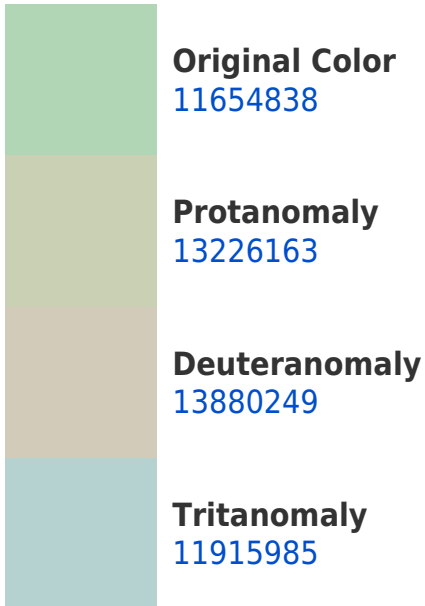 Original Color
11654838
Protanomaly
13226163
Deuteranomaly
13880249
Tritanomaly
11915985